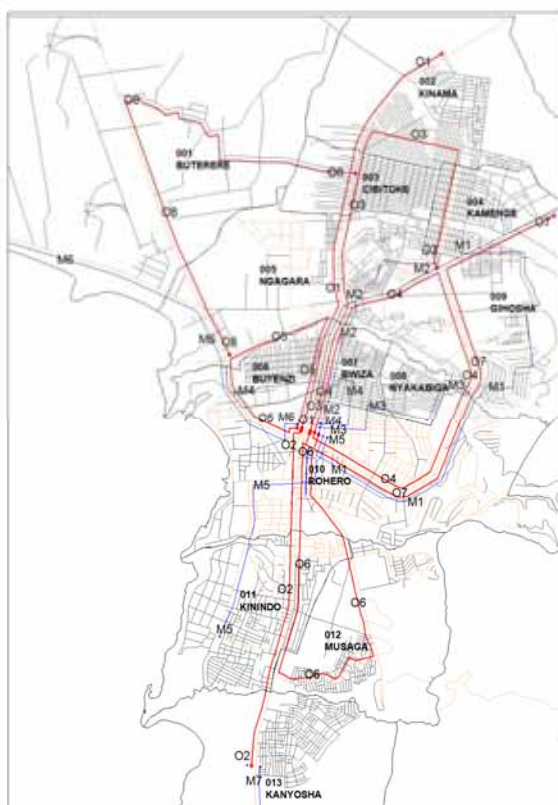 O1
002
KINAMA
O8
O3
001
BUTERERE
O8
003
CIBITOKE
O8
O3
004
KAMENGE
O3
M1
M6
005
NGAGARA
M2
O4
009
GIHOSHA
O1
M2
M2
O8
007
BWIZA
006
BUYENZI
008
NYAKABIGA
O7
O4
M3
M1
M4
M4
M3
O3
M2
O5
M6
O1
M4
M3
M5
O2
O6
010
ROHERO
M1
O4
M5
O7
M1
O6
011
KININDO
O2
O6
M5
012
MUSAGA
O6
O2
M7
013
KANYOSHA